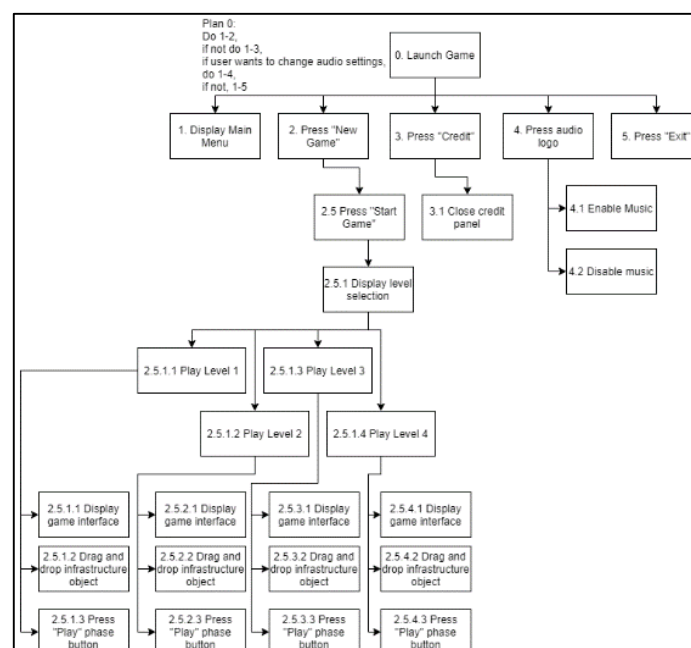 Plan 0:
Do 1-2,
if not do 1-3,
if user wants to change audio settings,
do 1-4,
if not, 1-5
0. Launch Game
1. Display Main
Menu
2. Press "New
Game"
3. Press "Credit"
4. Press audio
logo
5. Press "Exit"
2.5 Press "Start
Game"
3.1 Close credit
panel
4.1 Enable Music
4.2 Disable music
2.5.1 Display level
selection
2.5.1.1 Play Level 1
2.5.1.3 Play Level 3
2.5.1.2 Play Level 2
2.5.1.4 Play Level 4
2.5.1.1 Display
game interface
2.5.2.1 Display
game interface
2.5.3.1 Display
game interface
2.5.4.1 Display
game interface
2.5.1.2 Drag and
drop infrastructure
object
2.5.2.2 Drag and
drop infrastructure
object
2.5.3.2 Drag and
drop infrastructure
object
2.5.4.2 Drag and
drop infrastructure
object
2.5.1.3 Press
"Play" phase
button
2.5.2.3 Press
"Play" phase
button
2.5.3.3 Press
"Play" phase
button
2.5.4.3 Press
"Play" phase
button